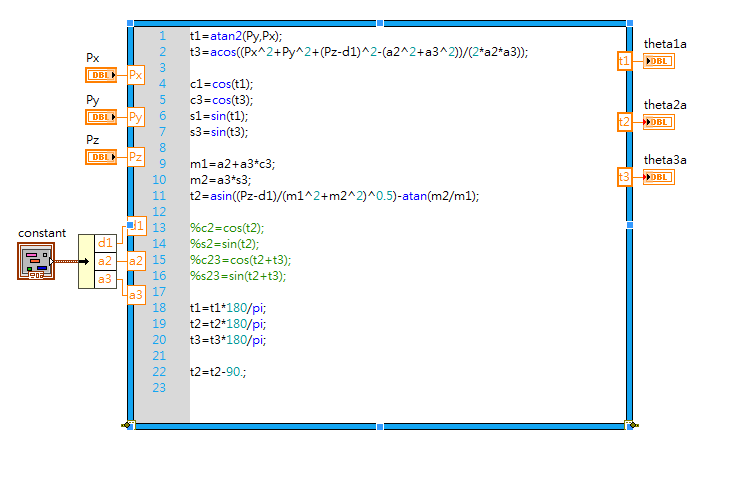 1 t1=atan2(Py,Px);
2 t3=acos((Px^2+Py^2+(Pz-d1)^2-(a2^2+a3^2))/(2*a2*a3));
3
4 c1=cos(t1);
5 c3=cos(t3);
6 s1=sin(t1);
7 s3=sin(t3);
8
9 m1=a2+a3*c3;
10 m2=a3*s3;
11 t2=asin((Pz-d1)/(m1^2+m2^2)^0.5)-atan(m2/m1);
12
13 %c2=cos(t2);
14 %s2=sin(t2);
15 %c23=cos(t2+t3);
16 %s23=sin(t2+t3);
17
18 t1=t1*180/pi;
19 t2=t2*180/pi;
20 t3=t3*180/pi;
21
22 t2=t2-90.;
23
Px
DBL
Px
Py
DBL
Py
Pz
DBL
Pz
constant
d1
a2
a3
d1
a2
a3
theta1a
t1
DBL
theta2a
t2
DBL
theta3a
t3
DBL